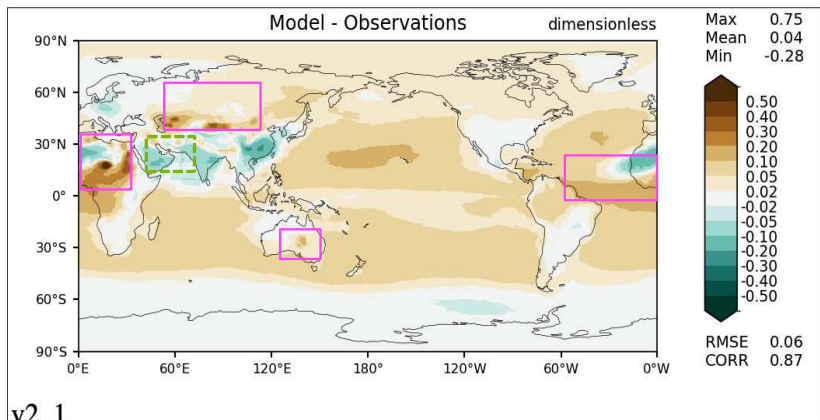 Model - Observations
dimensionless
Max 0.75
Mean 0.04
Min -0.28
90°N
60°N
30°N
0°
30°S
60°S
90°S
0°E
60°E
120°E
180°
120°W
60°W
0°W
0.50
0.40
0.30
0.20
0.10
0.05
0.02
-0.02
-0.05
-0.10
-0.20
-0.30
-0.40
-0.50
RMSE 0.06
CORR 0.87
v2_1